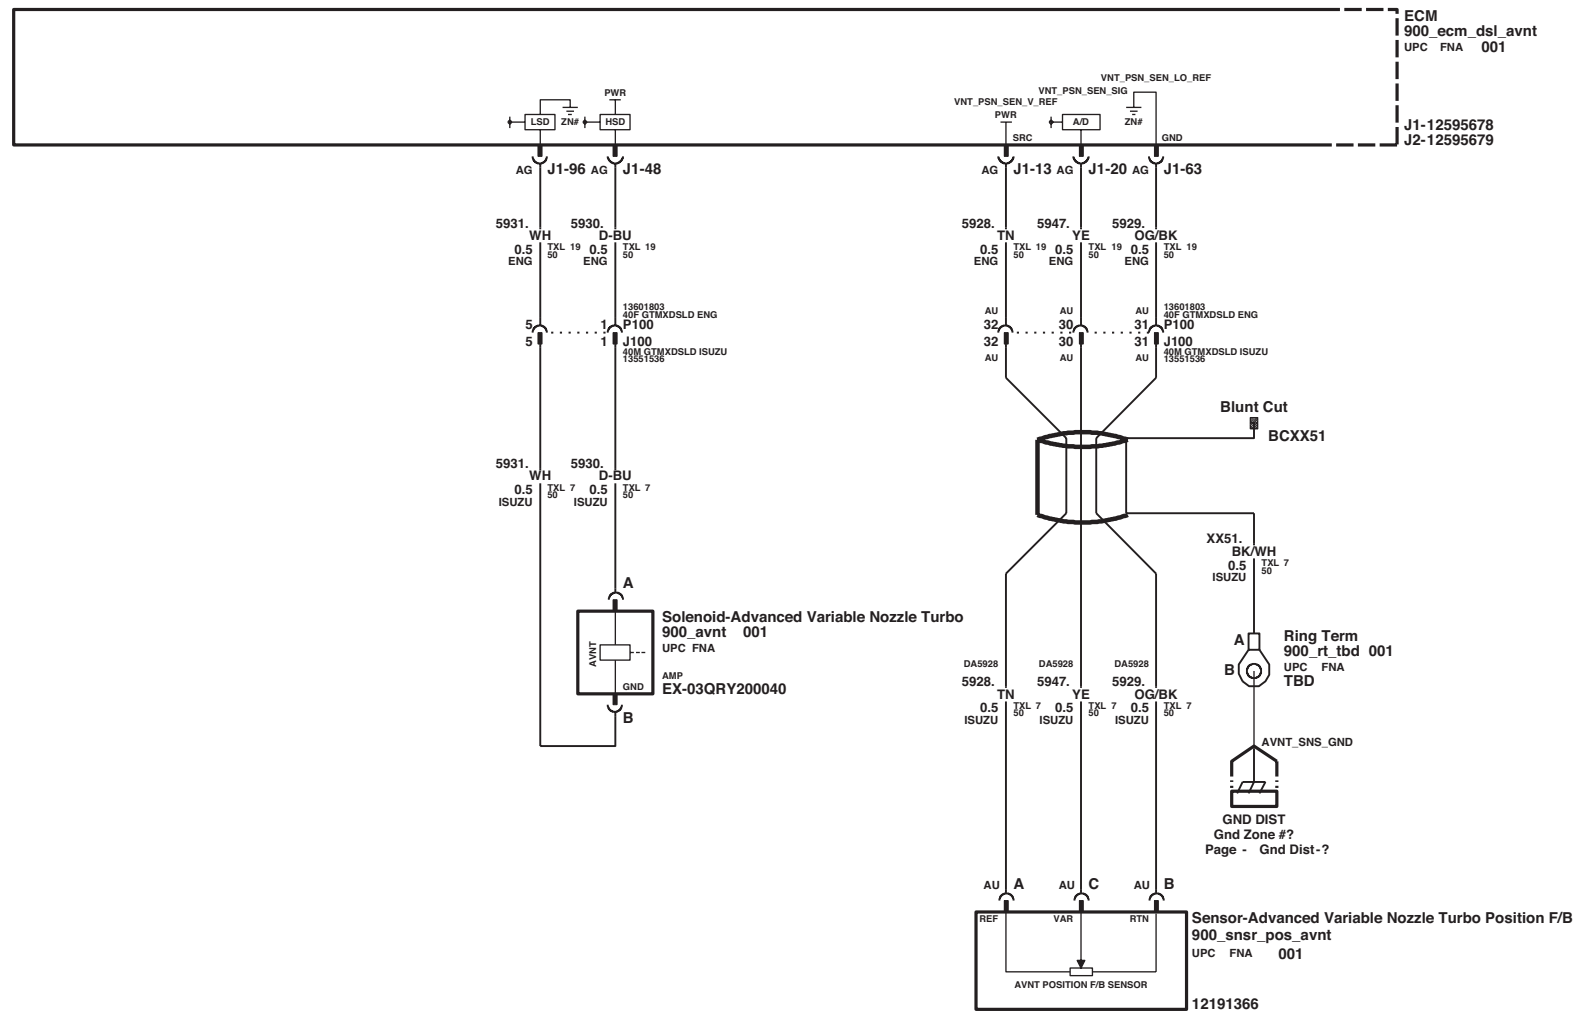 ECM
900_ecm_dsl_avnt
UPC FNA 001
VNT_PSN_SEN_LO_REF
VNT_PSN_SEN_SIG
VNT_PSN_SEN_V_REF
PWR
PWR
LSD ZN# HSD
A/D ZN#
SRC GND
J1-12595678
J2-12595679
AG J1-96 AG J1-48
AG J1-13 AG J1-20 AG J1-63
5931. 5930. 5928. 5947. 5929.
WH D-BU TN YE OG/BK
0.5 TXL 19 0.5 TXL 19 0.5 TXL 19 0.5 TXL 19 0.5 TXL 19
50 50 50 50 50
ENG ENG ENG ENG ENG
13601803
40F GTMXDSLD ENG
5 1 P100
5 1 J100
40M GTMXDSLD ISUZU
13551536
AU AU AU 13601803
40F GTMXDSLD ENG
32 30 31 P100
32 30 31 J100
40M GTMXDSLD ISUZU
AU AU AU 13551536
Blunt Cut
BCXX51
5931. 5930.
WH D-BU
0.5 TXL 7 0.5 TXL 7
50 50
ISUZU ISUZU
XX51.
BK/WH
0.5 TXL 7
50
ISUZU
A
Solenoid-Advanced Variable Nozzle Turbo
900_avnt 001
UPC FNA
AVNT
AMP
GND EX-03QRY200040
B
A Ring Term
900_rt_tbd 001
B UPC FNA
TBD
DA5928 DA5928 DA5928
5928. 5947. 5929.
TN YE OG/BK
0.5 TXL 7 0.5 TXL 7 0.5 TXL 7
50 50 50
ISUZU ISUZU ISUZU
AVNT_SNS_GND
GND DIST
Gnd Zone #?
Page - Gnd Dist-?
AU A AU C AU B
REF VAR RTN
Sensor-Advanced Variable Nozzle Turbo Position F/B
900_snsr_pos_avnt
UPC FNA 001
AVNT POSITION F/B SENSOR
12191366